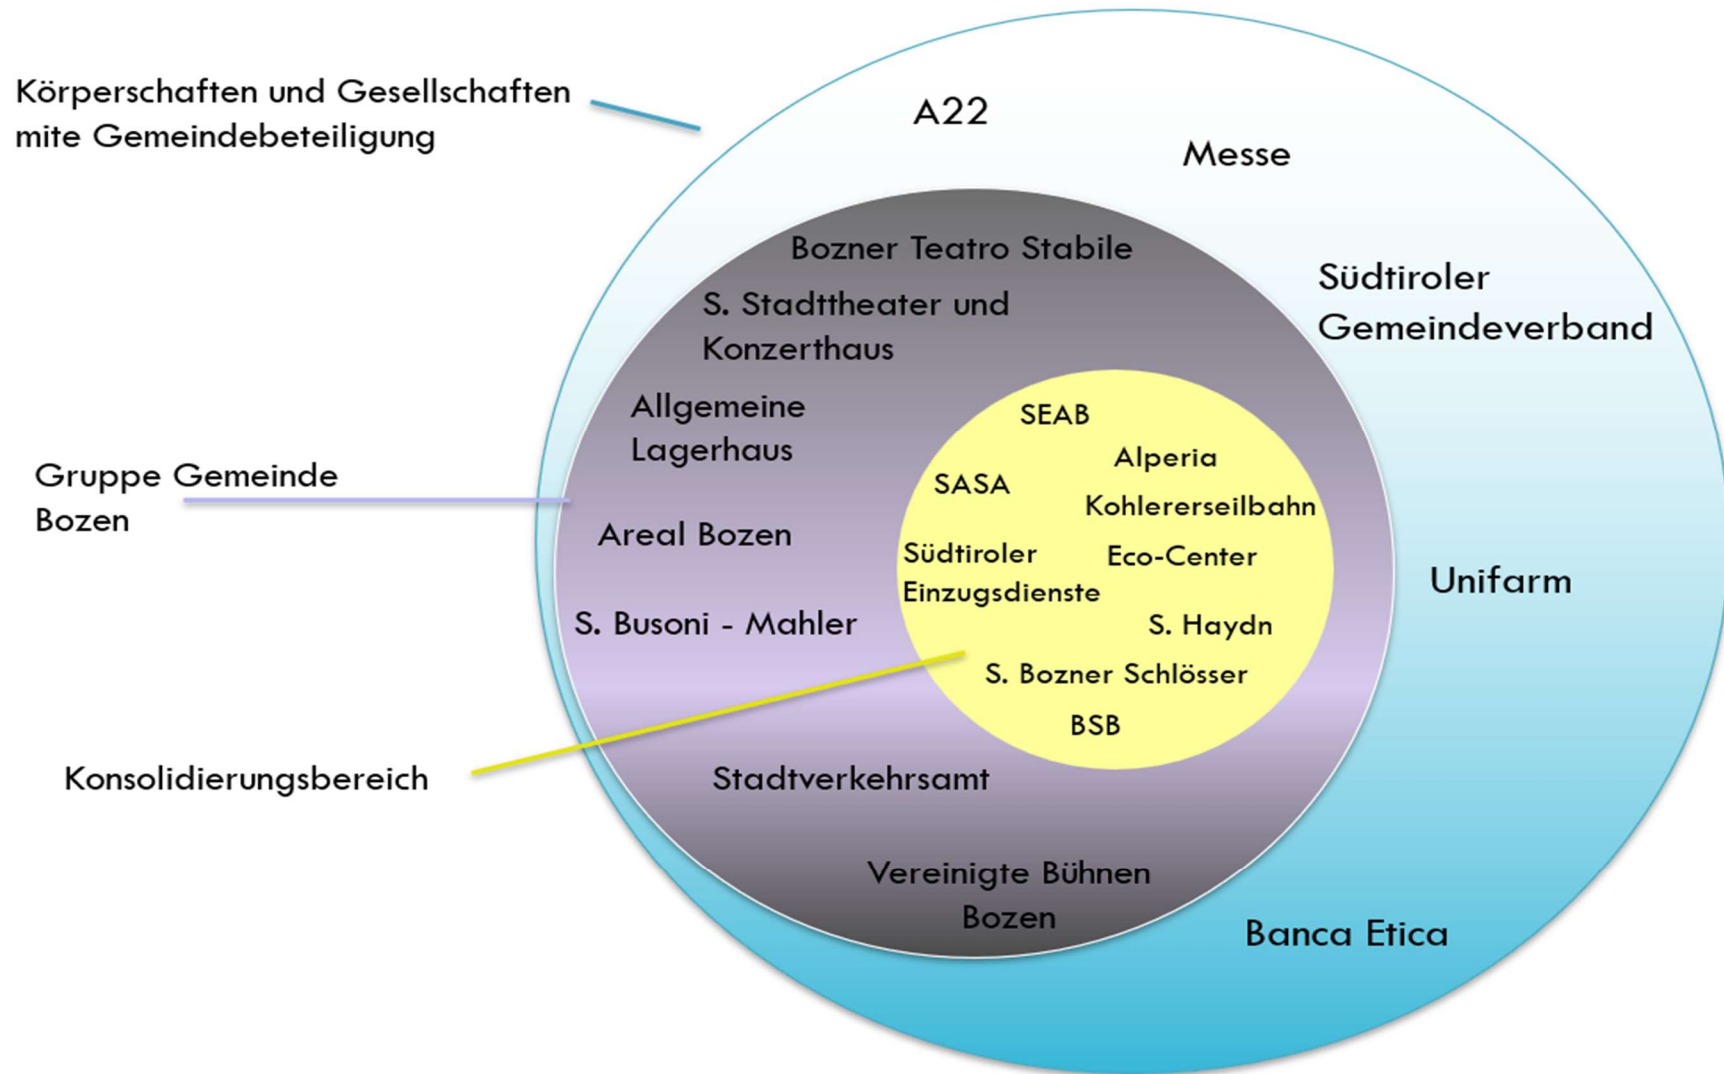 Körperschaften und Gesellschaften
mite Gemeindebeteiligung
A22
Messe
Südtiroler
Gemeindeverband
Unifarm
Banca Etica
Gruppe Gemeinde
Bozen
Bozner Teatro Stabile
S. Stadttheater und
Konzerthaus
Allgemeine
Lagerhaus
Areal Bozen
S. Busoni - Mahler
Stadtverkehrsamt
Vereinigte Bühnen
Bozen
Konsolidierungsbereich
SEAB
Alperia
SASA
Kohlererseilbahn
Südtiroler
Einzugsdienste
Eco-Center
S. Haydn
S. Bozner Schlösser
BSB